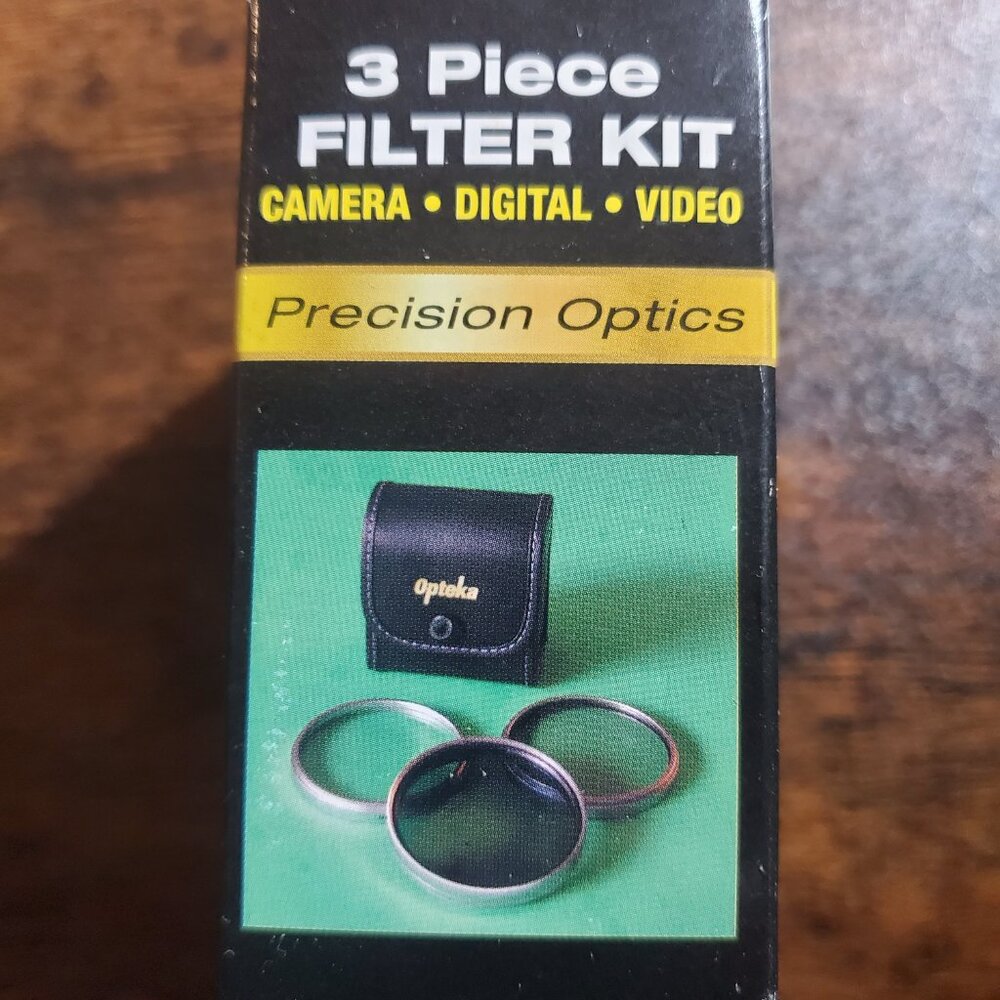 3 Piece
FILTER KIT
CAMERA • DIGITAL • VIDEO
Precision Optics
Opteka